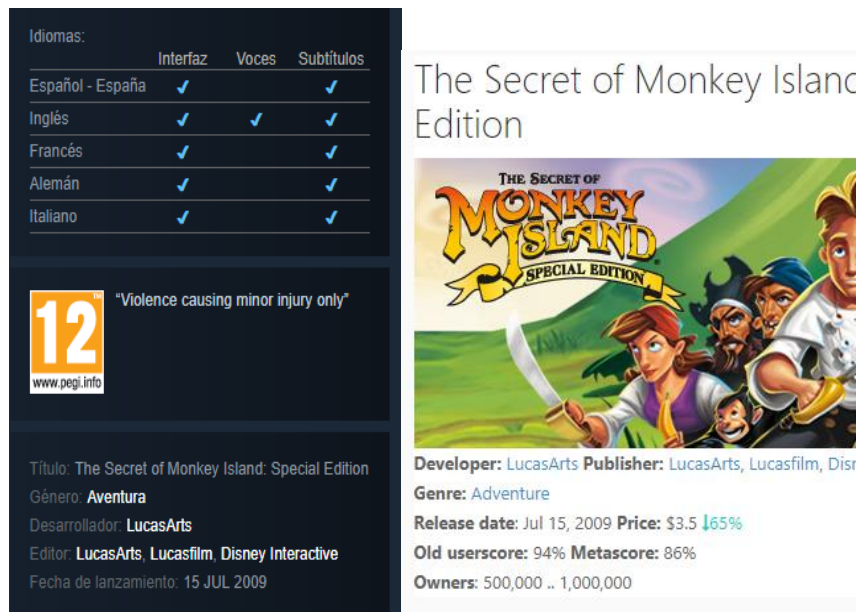 Idiomas:
Interfaz Voces Subtítulos
Español - España ✔ ✔
Inglés ✔ ✔ ✔
Francés ✔ ✔
Alemán ✔ ✔
Italiano ✔ ✔
12
www.pegi.info
“Violence causing minor injury only”
Título: The Secret of Monkey Island: Special Edition
Género: Aventura
Desarrollador: LucasArts
Editor: LucasArts, Lucasfilm, Disney Interactive
Fecha de lanzamiento: 15 JUL 2009
The Secret of Monkey Island
Edition
THE SECRET OF
MONKEY
ISLAND
SPECIAL EDITION
Developer: LucasArts Publisher: LucasArts, Lucasfilm,
Genre: Adventure
Release date: Jul 15, 2009 Price: $3.5 ↓65%
Old userscore: 94% Metascore: 86%
Owners: 500,000 .. 1,000,000